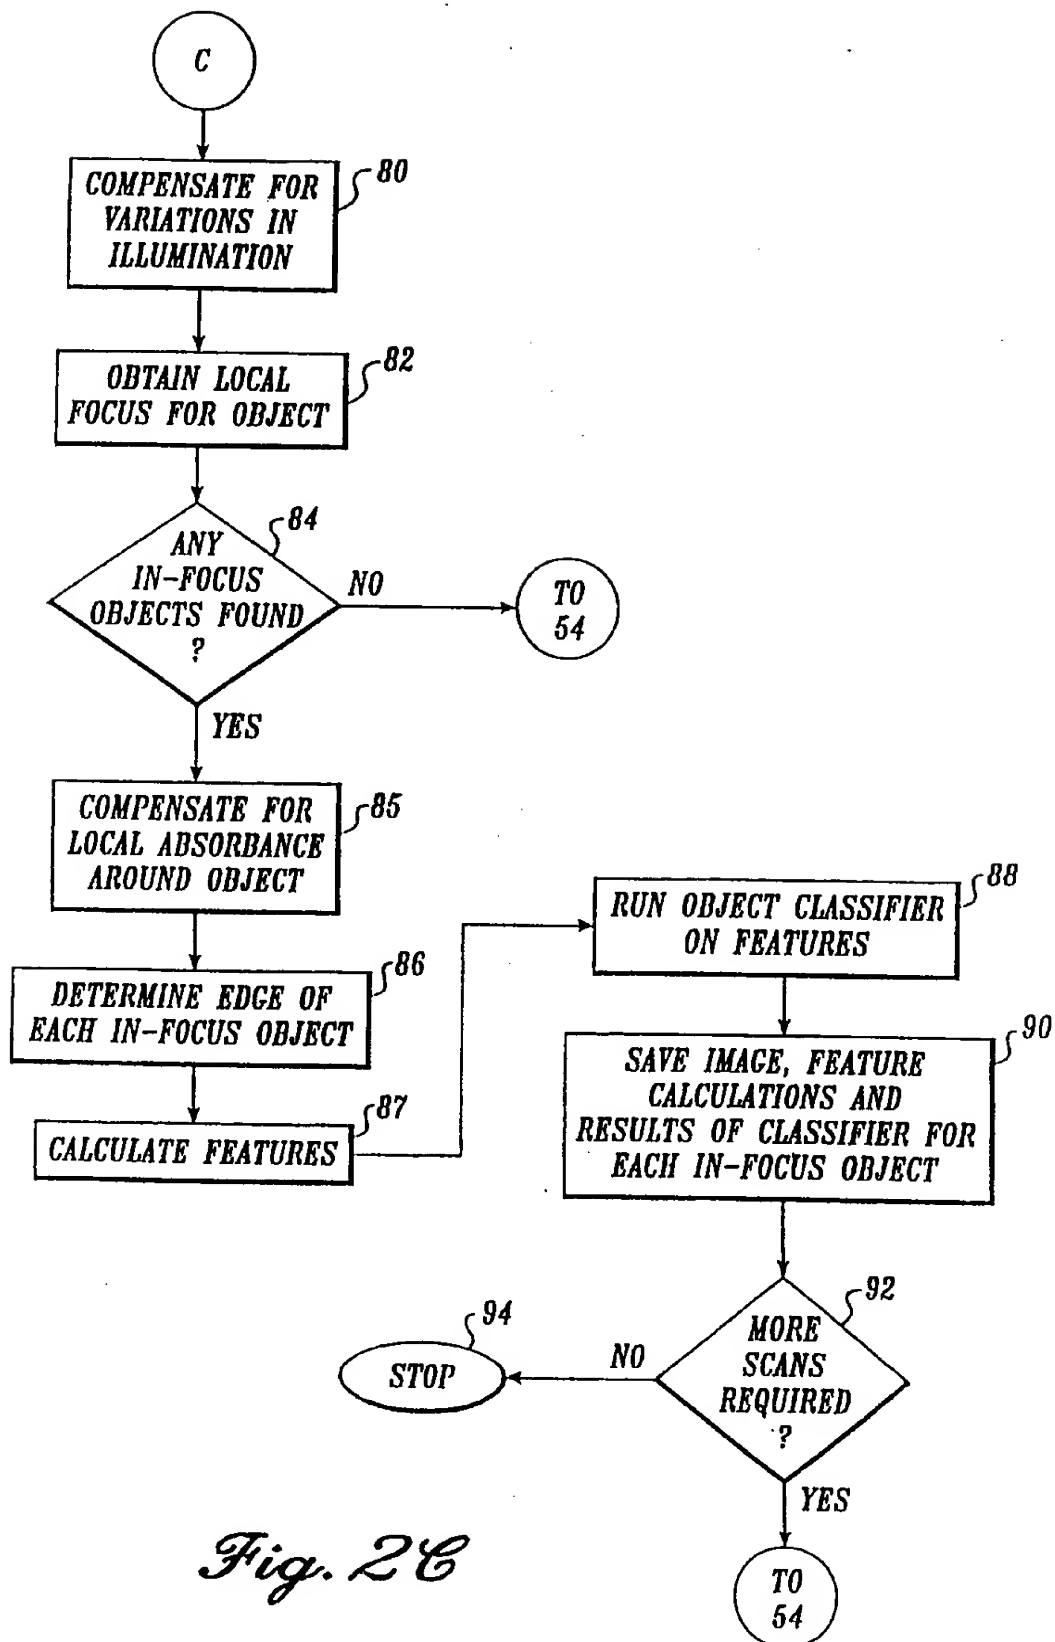 C
80
COMPENSATE FOR
VARIATIONS IN
ILLUMINATION
82
OBTAIN LOCAL
FOCUS FOR OBJECT
84
ANY
IN-FOCUS
OBJECTS FOUND
?
NO
TO
54
YES
85
COMPENSATE FOR
LOCAL ABSORBANCE
AROUND OBJECT
86
DETERMINE EDGE OF
EACH IN-FOCUS OBJECT
87
CALCULATE FEATURES
88
RUN OBJECT CLASSIFIER
ON FEATURES
90
SAVE IMAGE, FEATURE
CALCULATIONS AND
RESULTS OF CLASSIFIER FOR
EACH IN-FOCUS OBJECT
92
MORE
SCANS
REQUIRED
?
NO
94
STOP
YES
TO
54
Fig. 2C